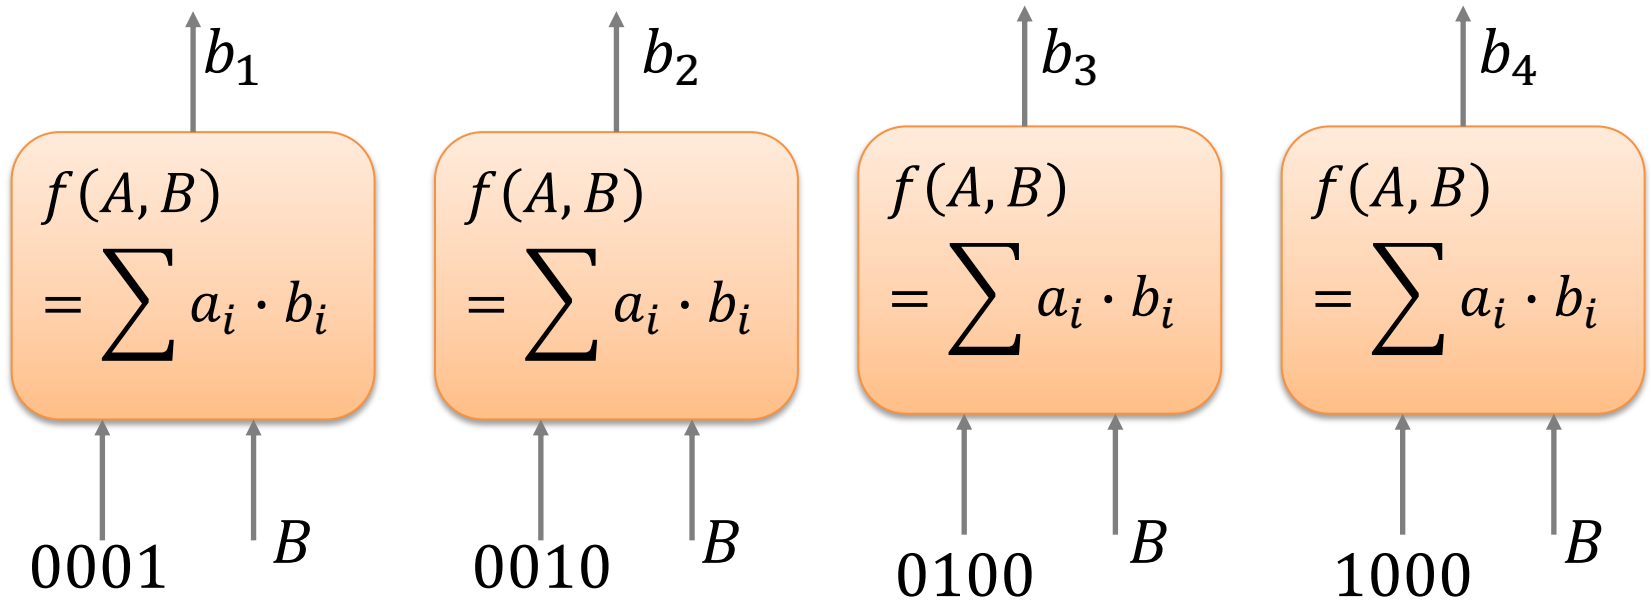 b₁ b₂ b₃ b₄
f(A, B) f(A, B) f(A, B) f(A, B)
= ∑ aᵢ · bᵢ = ∑ aᵢ · bᵢ = ∑ aᵢ · bᵢ = ∑ aᵢ · bᵢ
0001 B 0010 B 0100 B 1000 B